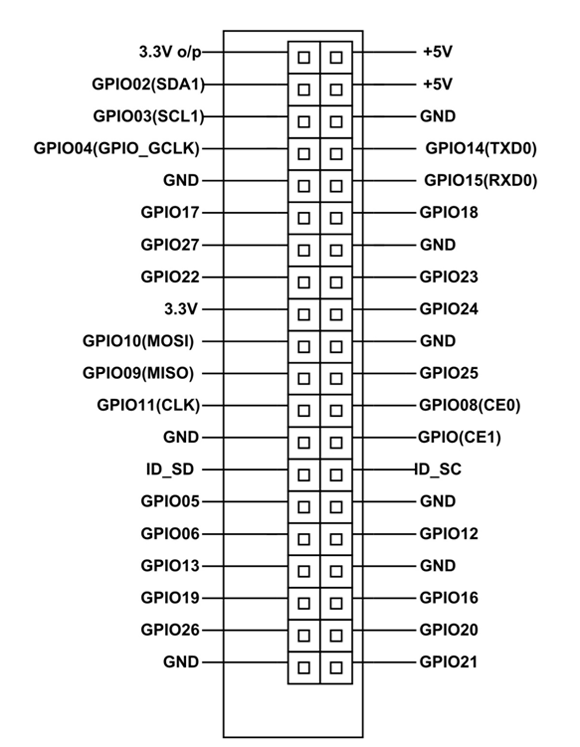 3.3V o/p +5V
GPIO02(SDA1) +5V
GPIO03(SCL1) GND
GPIO04(GPIO_GCLK) GPIO14(TXD0)
GND GPIO15(RXD0)
GPIO17 GPIO18
GPIO27 GND
GPIO22 GPIO23
3.3V GPIO24
GPIO10(MOSI) GND
GPIO09(MISO) GPIO25
GPIO11(CLK) GPIO08(CE0)
GND GPIO(CE1)
ID_SD ID_SC
GPIO05 GND
GPIO06 GPIO12
GPIO13 GND
GPIO19 GPIO16
GPIO26 GPIO20
GND GPIO21